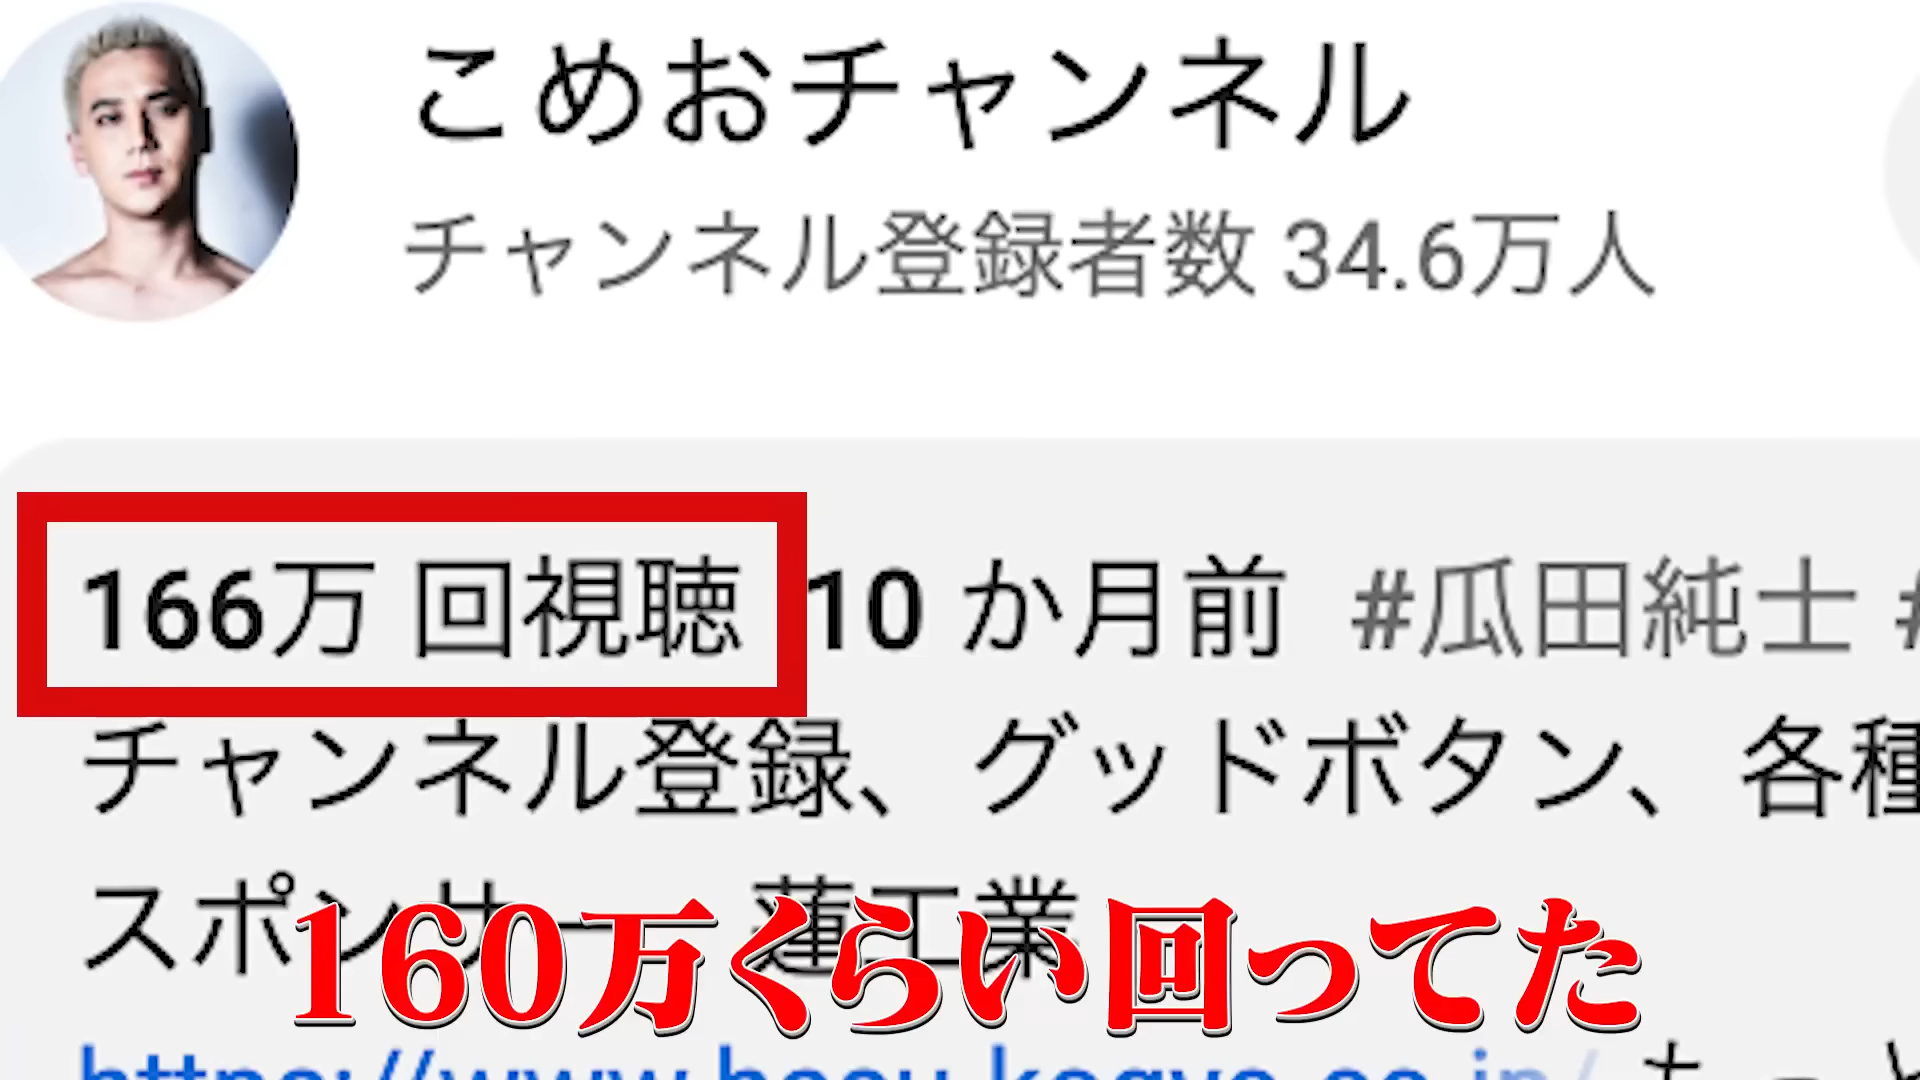 こめおチャンネル
チャンネル登録者数 34.6万人
166万 回視聴 10 か月前 #瓜田純士 #
チャンネル登録、グッドボタン、各種
スポンサー 蓮工業
160万くらい回ってた